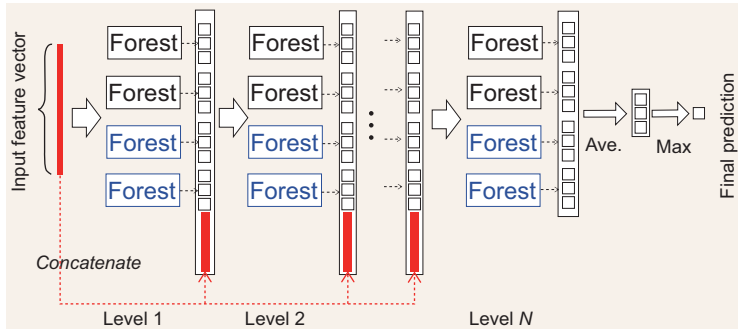 Input feature vector
Forest
Forest
Forest
Forest
Concatenate
Level 1
Forest
Forest
Forest
Forest
Level 2
Forest
Forest
Forest
Forest
Level N
Ave.
Max
Final prediction